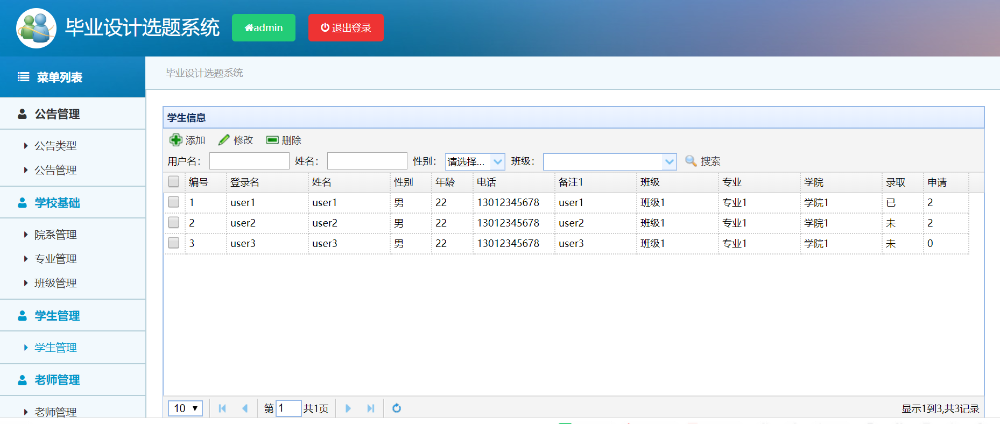 毕业设计选题系统 admin 退出登录
菜单列表
毕业设计选题系统
公告管理
公告类型
公告管理
学校基础
院系管理
专业管理
班级管理
学生管理
学生管理
老师管理
老师管理
学生信息
添加 修改 删除
用户名： 姓名： 性别： 请选择... 班级： 搜索
编号 登录名 姓名 性别 年龄 电话 备注1 班级 专业 学院 录取 申请
1 user1 user1 男 22 13012345678 user1 班级1 专业1 学院1 已 2
2 user2 user2 男 22 13012345678 user2 班级1 专业1 学院1 未 2
3 user3 user3 男 22 13012345678 user3 班级1 专业1 学院1 未 0
10 第 1 共1页 显示1到3,共3记录